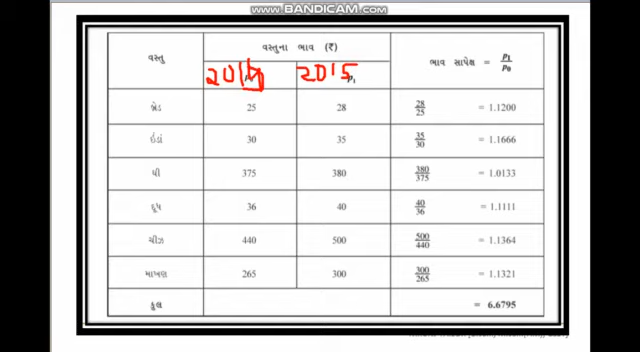 www.BANDICAM.com
વસ્તુ વસ્તુના ભાવ (₹) ભાવ સાપેક્ષ = p₁/p₀
2015 p₁
બ્રેડ 25 28 28/25 = 1.1200
ઈંડાં 30 35 35/30 = 1.1666
ઘી 375 380 380/375 = 1.0133
દૂધ 36 40 40/36 = 1.1111
ચીઝ 440 500 500/440 = 1.1364
માખણ 265 300 300/265 = 1.1321
કુલ = 6.6795